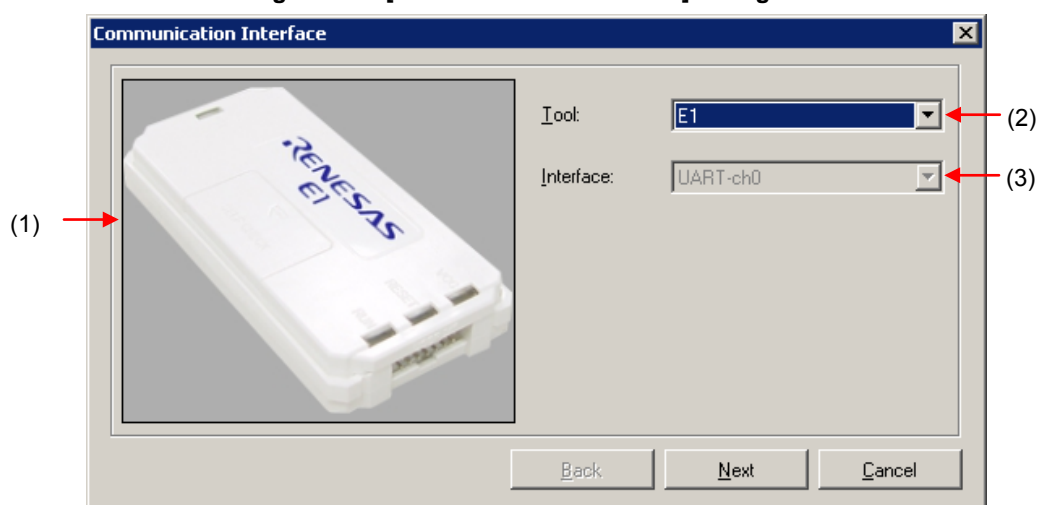 Communication Interface
Tool:
E1
(2)
Interface:
UART-ch0
(3)
(1)
RENESAS
E1
Back
Next
Cancel